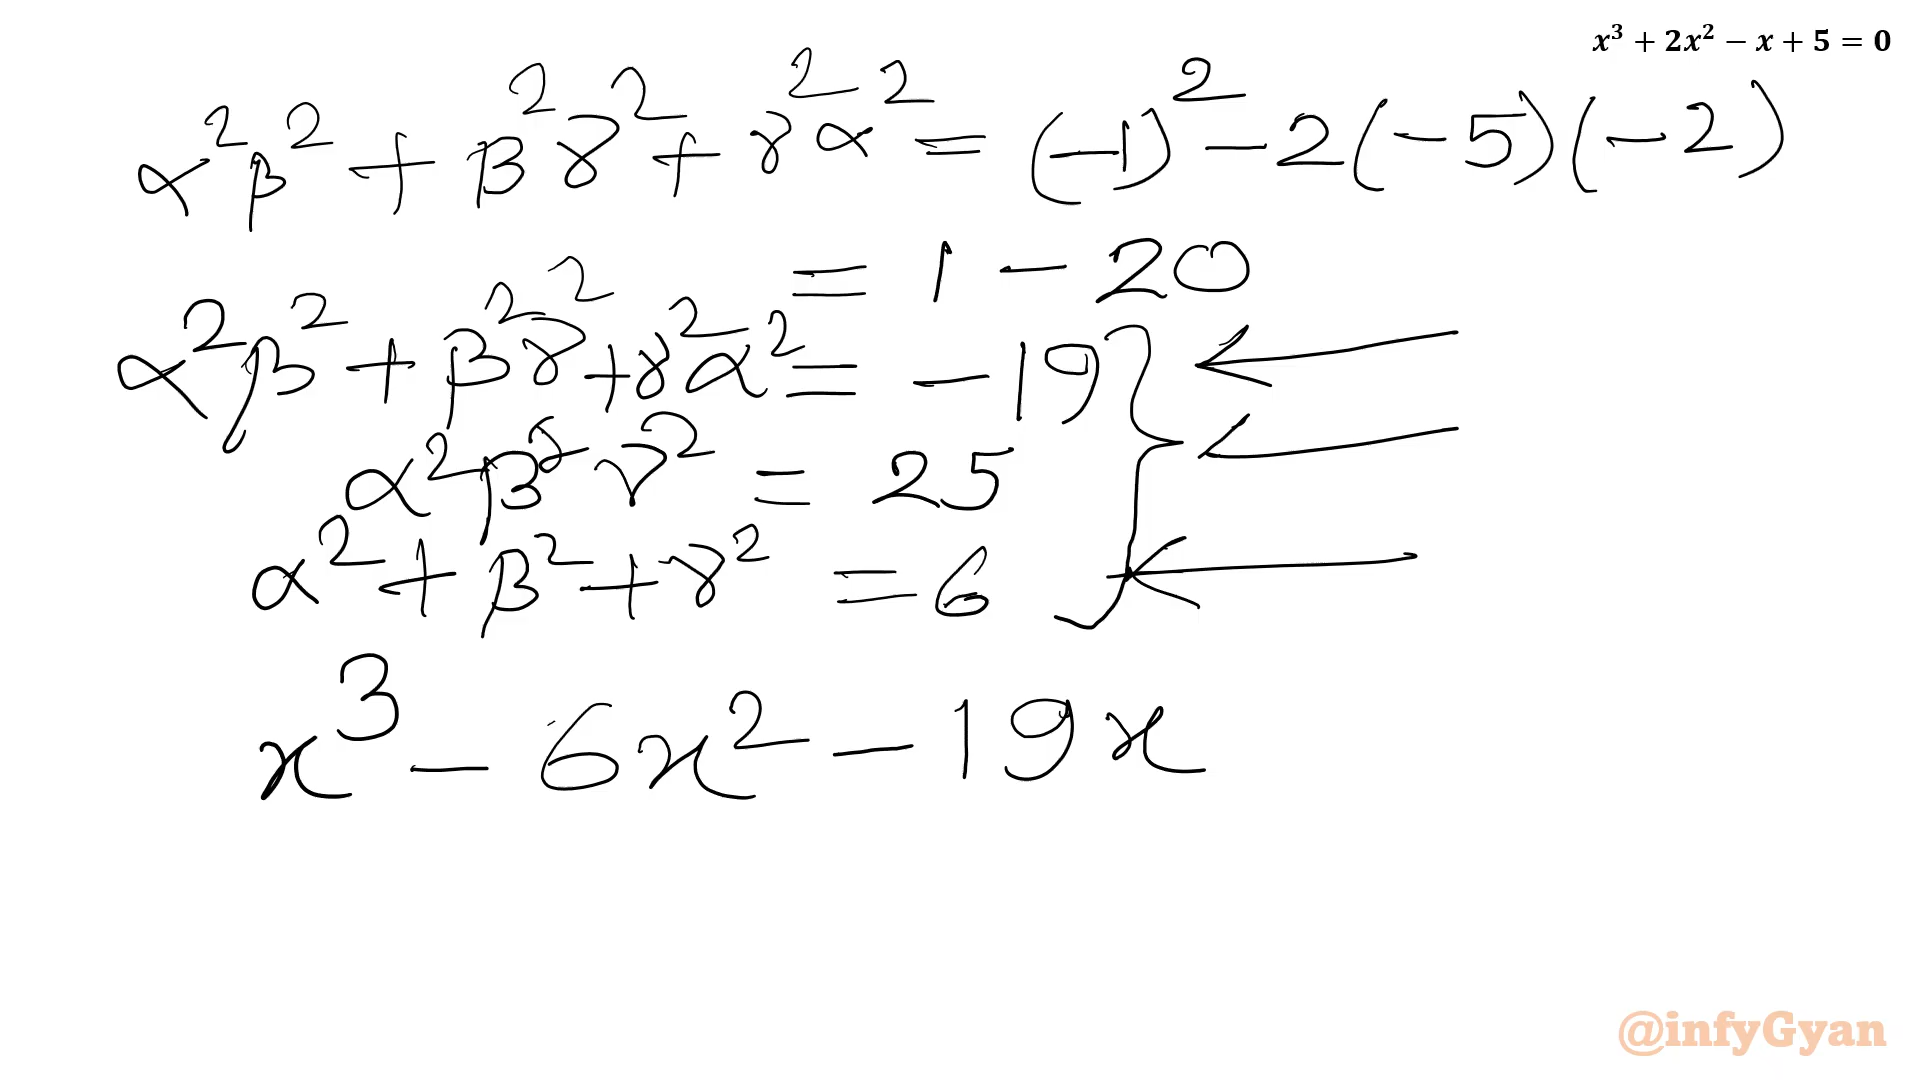 x³ + 2x² − x + 5 = 0
α²β² + β²γ² + γ²α² = (−1)² − 2(−5)(−2)
= 1 − 20
α²β² + β²γ² + γ²α² = −19
α²β²γ² = 25
α² + β² + γ² = 6
x³ − 6x² − 19x
@infyGyan